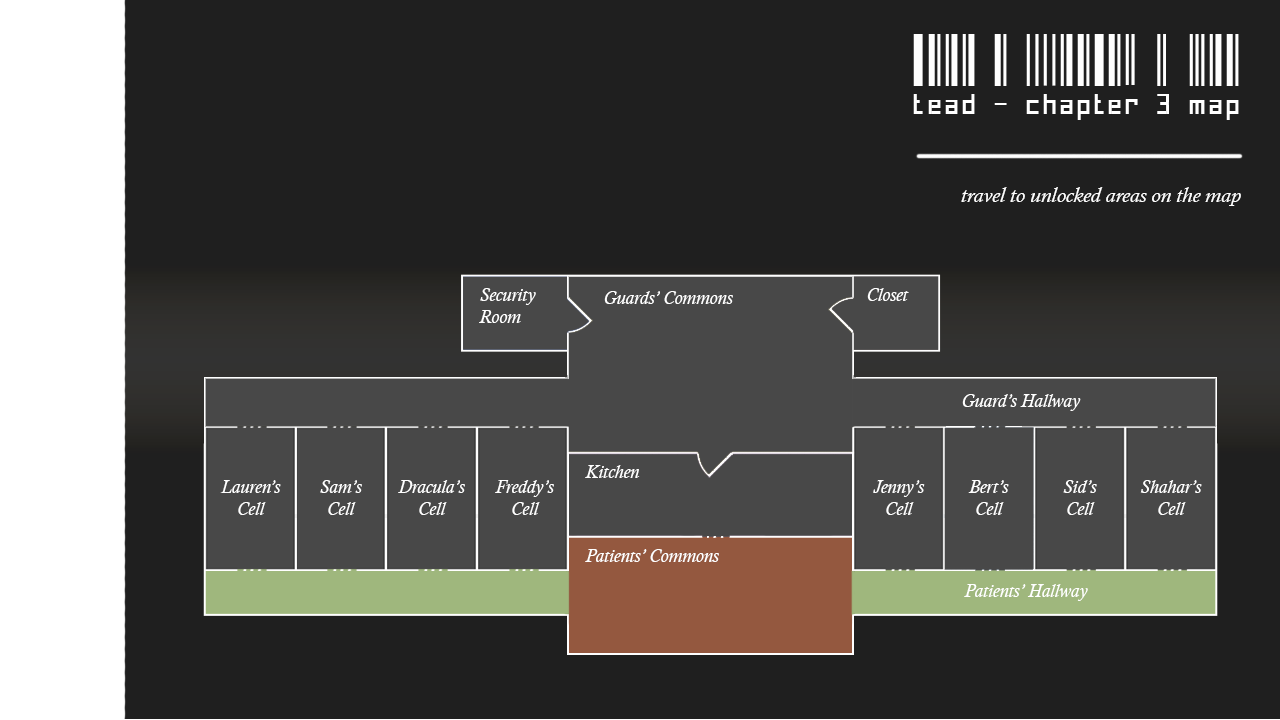 tead - chapter 3 map
travel to unlocked areas on the map
Security
Room
Guards’ Commons
Closet
Guard’s Hallway
Kitchen
Lauren’s
Cell
Sam’s
Cell
Dracula’s
Cell
Freddy’s
Cell
Jenny’s
Cell
Bert’s
Cell
Sid’s
Cell
Shahar’s
Cell
Patients’ Commons
Patients’ Hallway